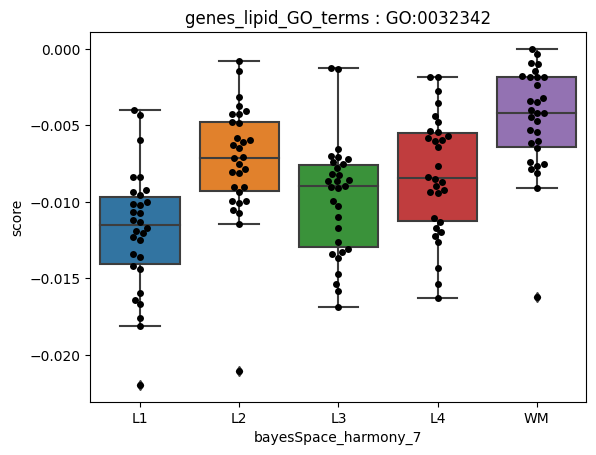 genes_lipid_GO_terms : GO:0032342
0.000
−0.005
−0.010
−0.015
−0.020
score
L1 L2 L3 L4 WM
bayesSpace_harmony_7